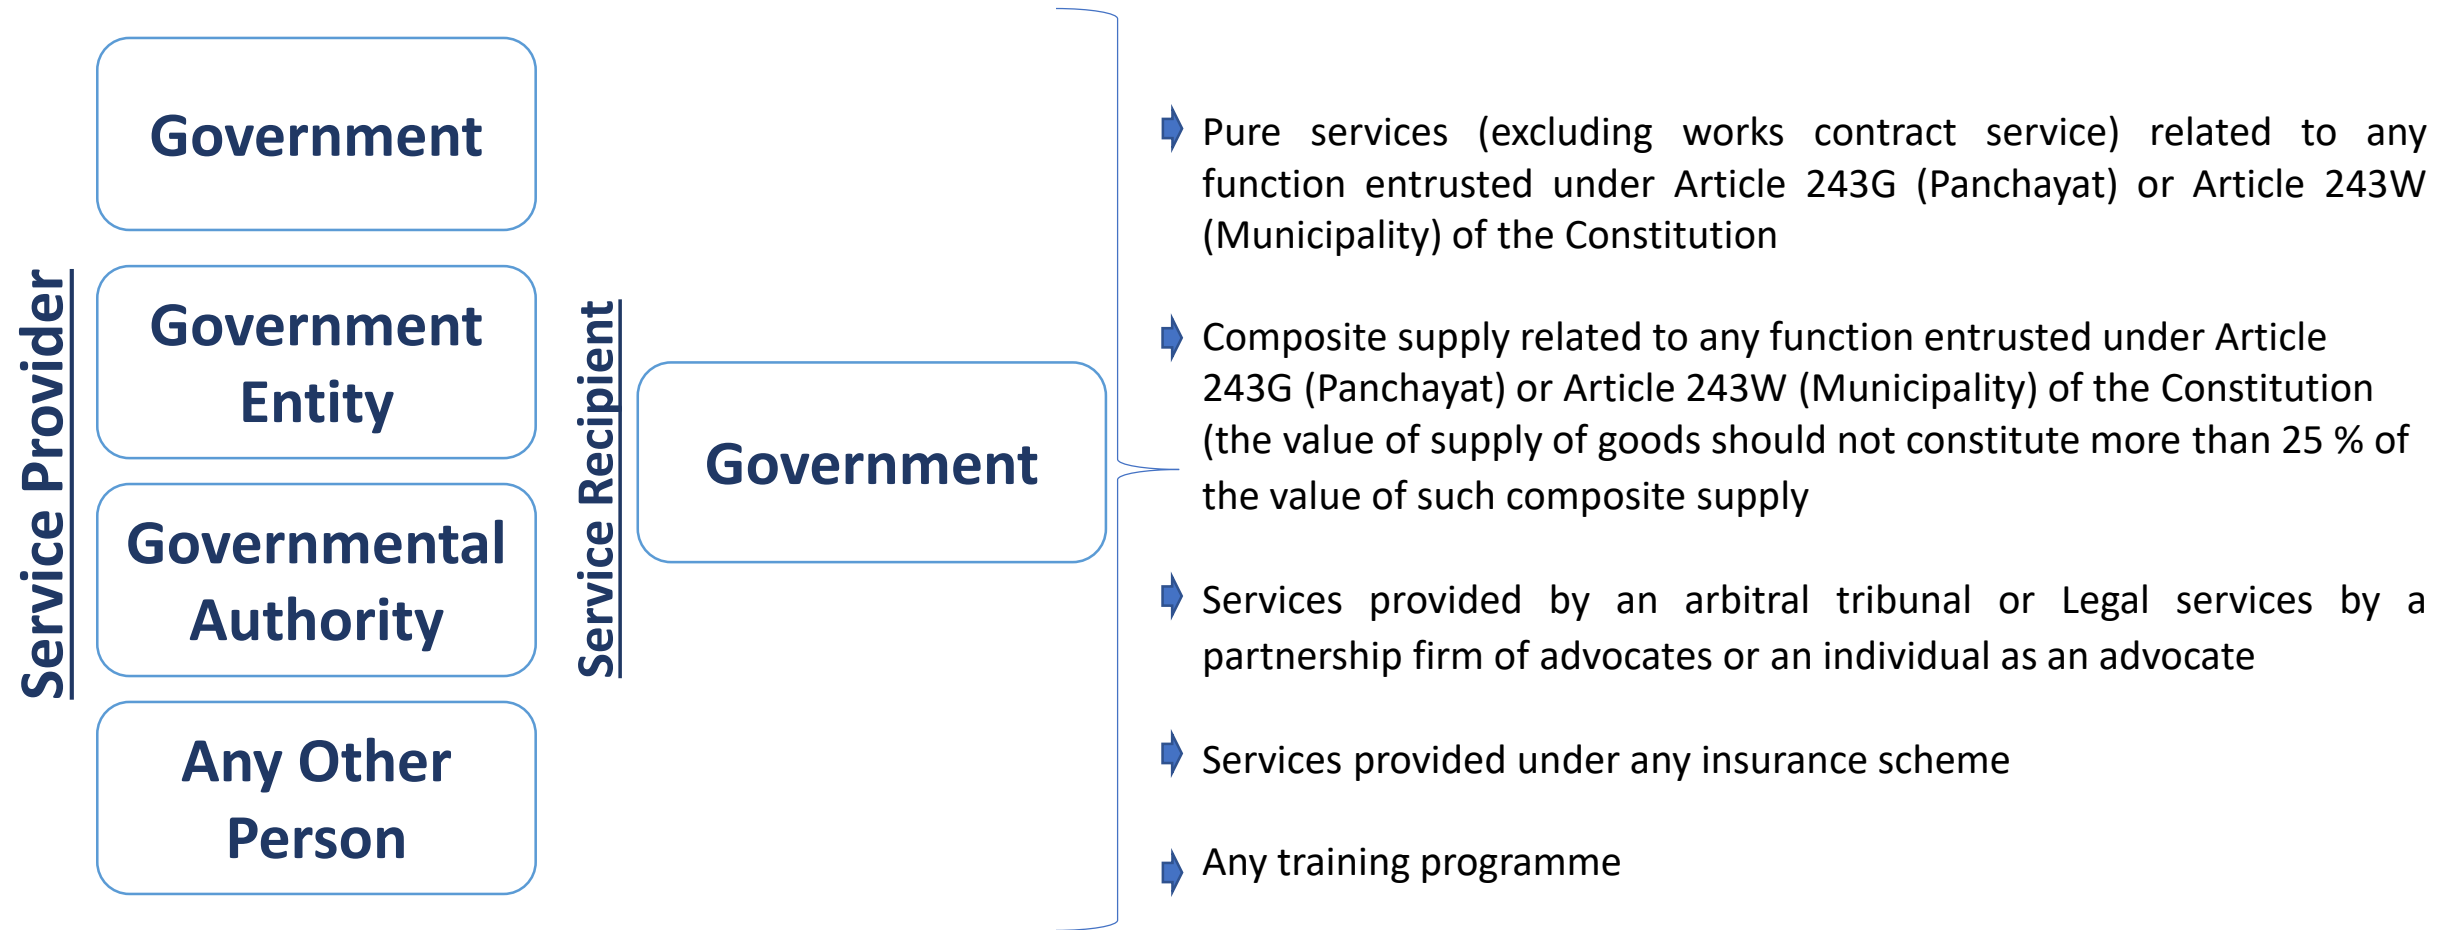 Service Provider
Government
Government
Entity
Governmental
Authority
Any Other
Person
Service Recipient
Government
Pure services (excluding works contract service) related to any
function entrusted under Article 243G (Panchayat) or Article 243W
(Municipality) of the Constitution
Composite supply related to any function entrusted under Article
243G (Panchayat) or Article 243W (Municipality) of the Constitution
(the value of supply of goods should not constitute more than 25 % of
the value of such composite supply
Services provided by an arbitral tribunal or Legal services by a
partnership firm of advocates or an individual as an advocate
Services provided under any insurance scheme
Any training programme